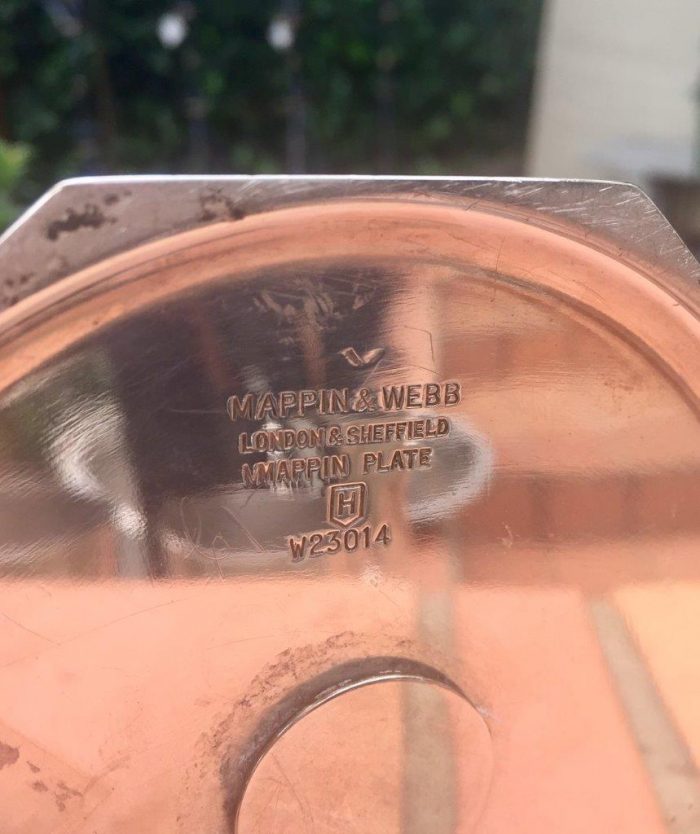 MAPPIN & WEBB
LONDON & SHEFFIELD
MAPPIN PLATE
H
W23014